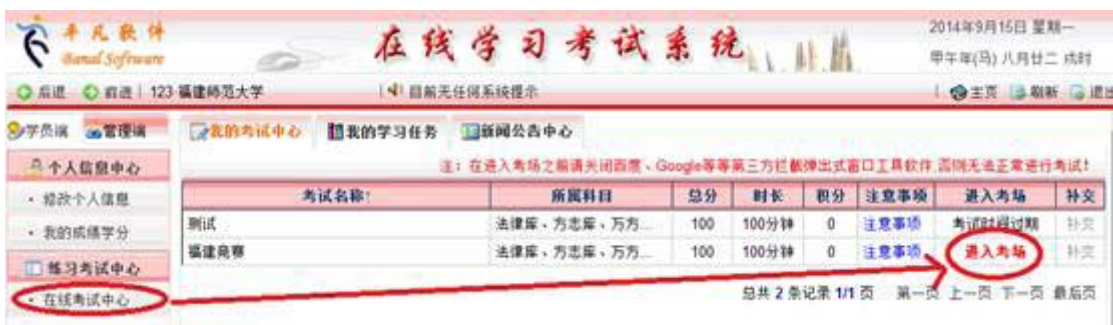 平凡软件
Banal Software
在线学习考试系统
2014年9月15日 星期一
甲午年(马) 八月廿二 戌时
后退 前进 123 福建师范大学 目前无任何系统提示 主页 刷新 退出
学员端 管理端 我的考试中心 我的学习任务 新闻公告中心
个人信息中心
注：在进入考场之前请关闭百度、Google等等第三方拦截弹出式窗口工具软件,否则无法正常进行考试!
修改个人信息
我的成绩学分
练习考试中心
在线考试中心
考试名称↑ 所属科目 总分 时长 积分 注意事项 进入考场 补交
测试 法律库、方志库、万方... 100 100分钟 0 注意事项 考试时间过期 补交
福建竞赛 法律库、方志库、万方... 100 100分钟 0 注意事项 进入考场 补交
总共 2 条记录 1/1 页 第一页 上一页 下一页 最后页